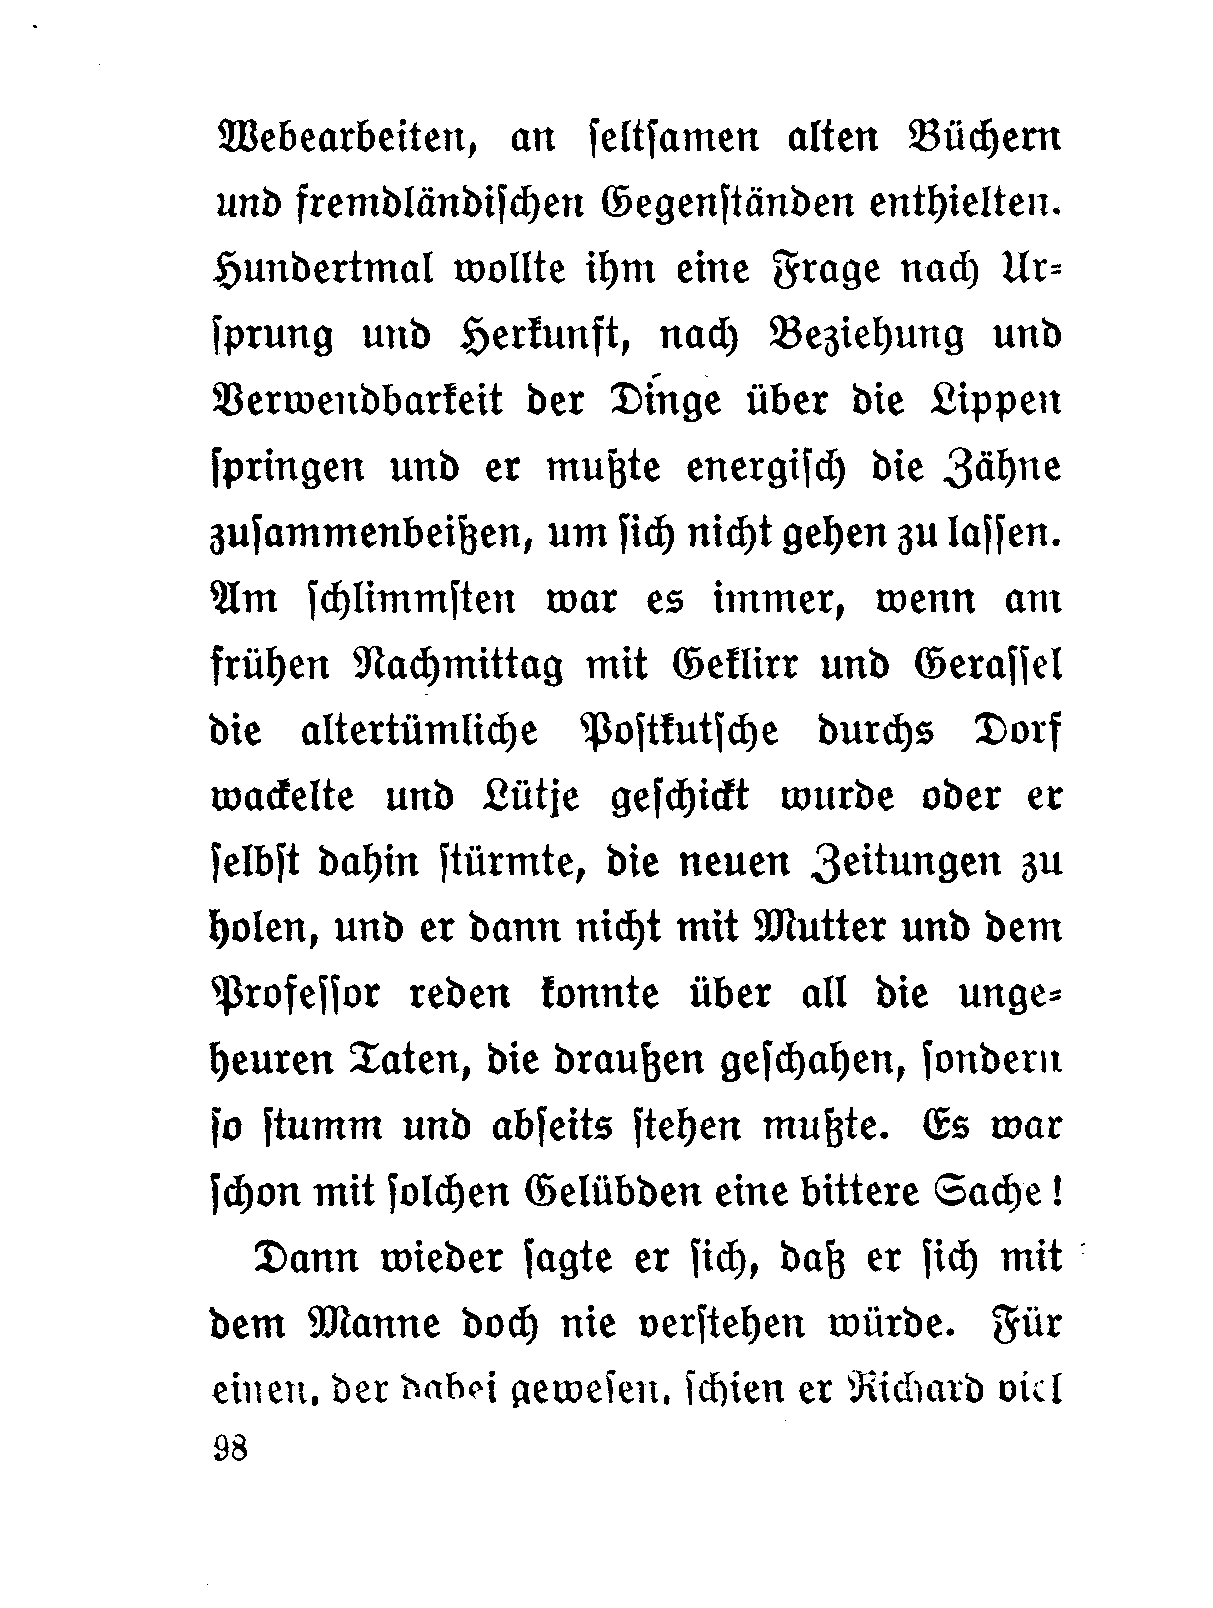 Webearbeiten, an ſeltſamen alten Büchern
und fremdländiſchen Gegenſtänden enthielten.
Hundertmal wollte ihm eine Frage nach Ur=
ſprung und Herkunft, nach Beziehung und
Verwendbarkeit der Dinge über die Lippen
ſpringen und er mußte energiſch die Zähne
zuſammenbeißen, um ſich nicht gehen zu laſſen.
Am ſchlimmſten war es immer, wenn am
frühen Nachmittag mit Geklirr und Geraſſel
die altertümliche Poſtkutſche durchs Dorf
wackelte und Lütje geſchickt wurde oder er
ſelbſt dahin ſtürmte, die neuen Zeitungen zu
holen, und er dann nicht mit Mutter und dem
Profeſſor reden konnte über all die unge=
heuren Taten, die draußen geſchahen, ſondern
ſo ſtumm und abſeits ſtehen mußte. Es war
ſchon mit ſolchen Gelübden eine bittere Sache!
Dann wieder ſagte er ſich, daß er ſich mit
dem Manne doch nie verſtehen würde. Für
einen, der dabei geweſen, ſchien er Richard viel
98